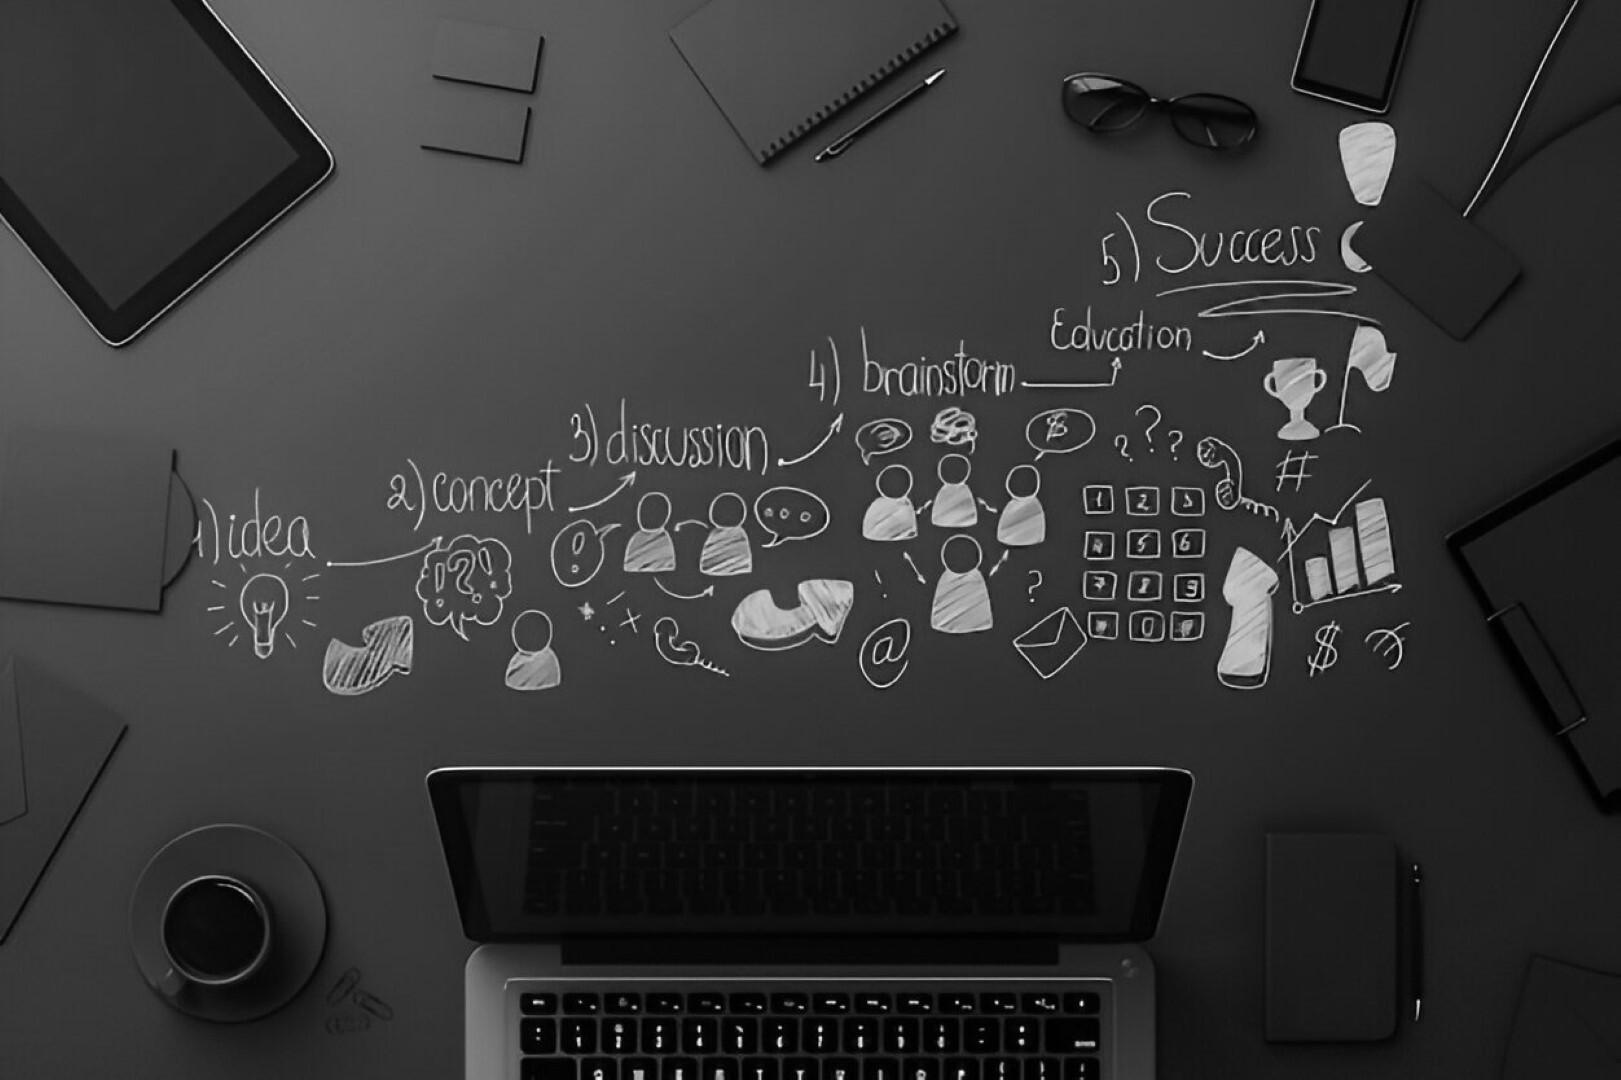 1) idea
2) concept
3) discussion
4) brainstorm
Education
5) Success
! ? !
!
$
? ? ?
#
1 2 3
4 5 6
7 8 9
0
!
?
@
$